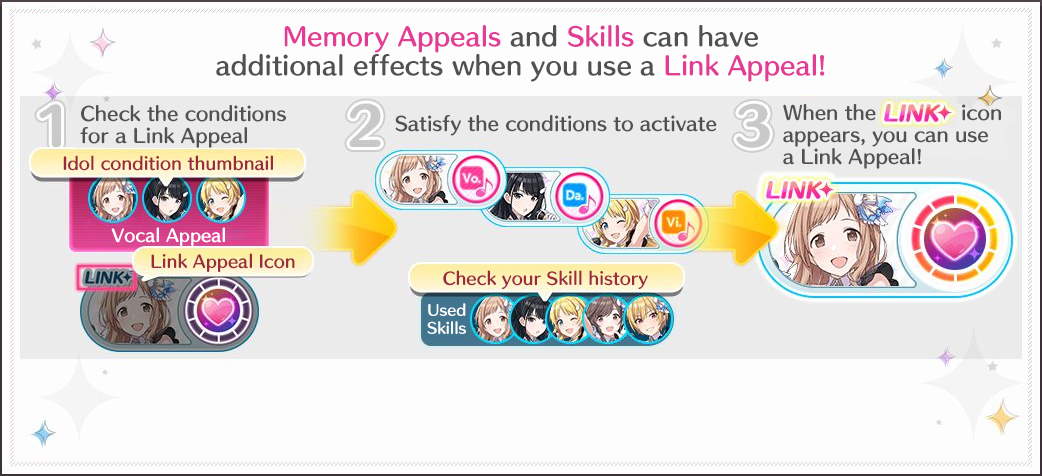 Memory Appeals and Skills can have
additional effects when you use a Link Appeal!
1 Check the conditions
for a Link Appeal
Idol condition thumbnail
Vocal Appeal
Link Appeal Icon
LINK
2 Satisfy the conditions to activate
Vo.
Da.
Vi.
Check your Skill history
Used
Skills
3 When the LINK icon
appears, you can use
a Link Appeal!
LINK